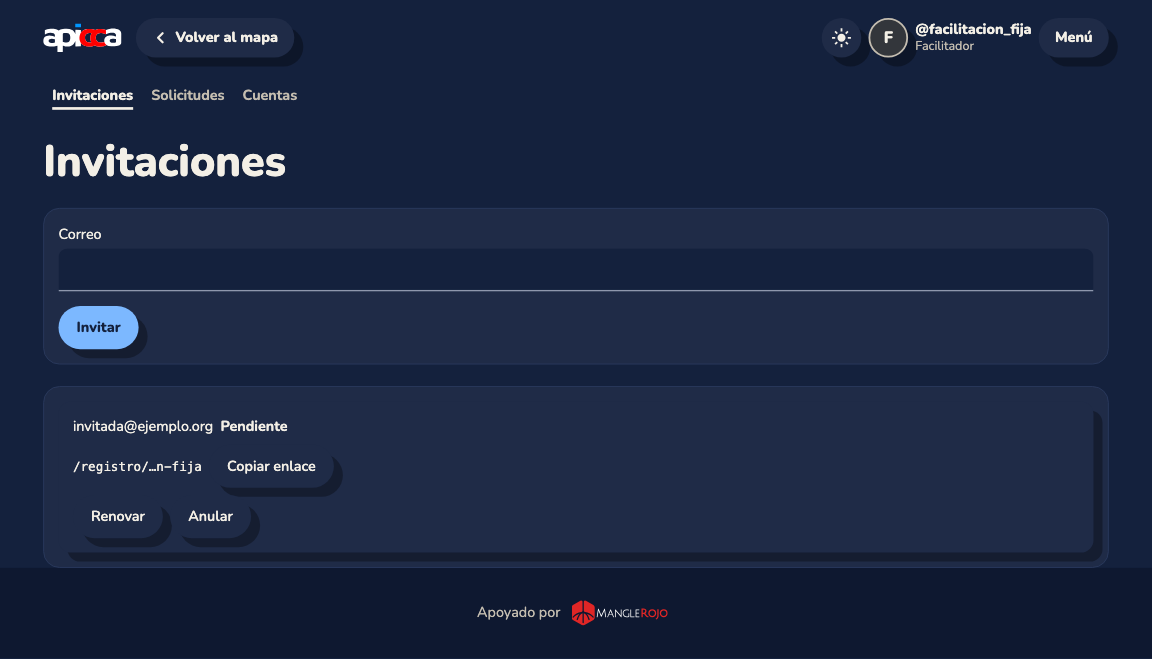 apicca
Volver al mapa
@facilitacion_fija
F
Facilitador
Menú
Invitaciones
Solicitudes
Cuentas
Invitaciones
Correo
Invitar
invitada@ejemplo.org Pendiente
/registro/…n-fija
Copiar enlace
Renovar
Anular
Apoyado por
MANGLEROJO